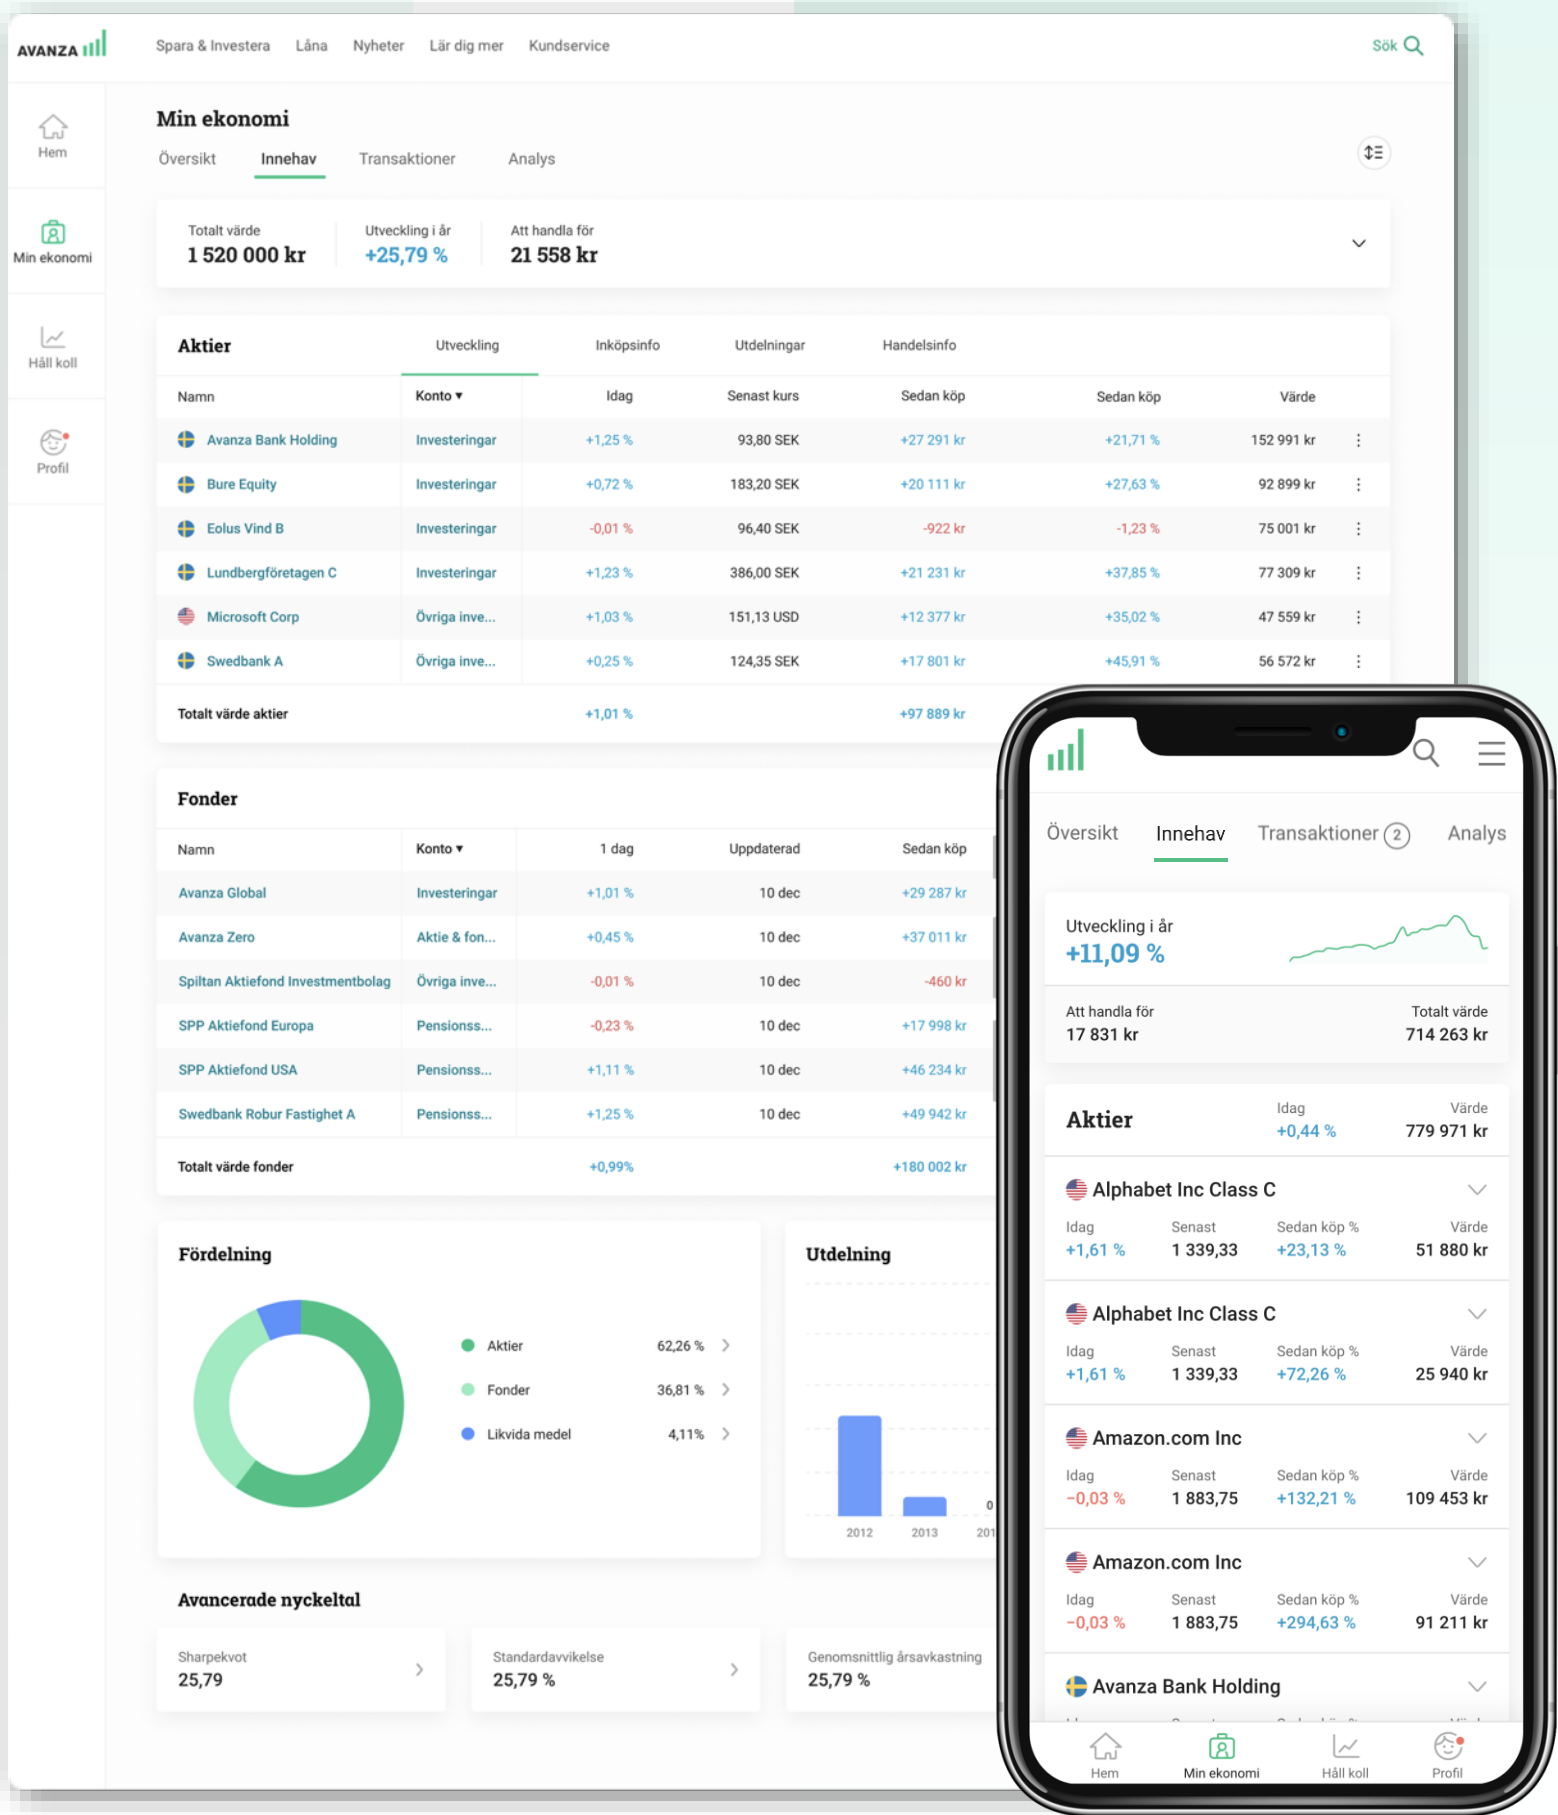 AVANZA
Spara & Investera Låna Nyheter Lär dig mer Kundservice Sök
Hem
Min ekonomi
Håll koll
Profil
Min ekonomi
Översikt Innehav Transaktioner Analys
Totalt värde Utveckling i år Att handla för
1 520 000 kr +25,79 % 21 558 kr
Aktier Utveckling Inköpsinfo Utdelningar Handelsinfo
Namn Konto ▾ Idag Senast kurs Sedan köp Sedan köp Värde
Avanza Bank Holding Investeringar +1,25 % 93,80 SEK +27 291 kr +21,71 % 152 991 kr
Bure Equity Investeringar +0,72 % 183,20 SEK +20 111 kr +27,63 % 92 899 kr
Eolus Vind B Investeringar -0,01 % 96,40 SEK -922 kr -1,23 % 75 001 kr
Lundbergföretagen C Investeringar +1,23 % 386,00 SEK +21 231 kr +37,85 % 77 309 kr
Microsoft Corp Övriga inve... +1,03 % 151,13 USD +12 377 kr +35,02 % 47 559 kr
Swedbank A Övriga inve... +0,25 % 124,35 SEK +17 801 kr +45,91 % 56 572 kr
Totalt värde aktier +1,01 % +97 889 kr
Fonder
Namn Konto ▾ 1 dag Uppdaterad Sedan köp
Avanza Global Investeringar +1,01 % 10 dec +29 287 kr
Avanza Zero Aktie & fon... +0,45 % 10 dec +37 011 kr
Spiltan Aktiefond Investmentbolag Övriga inve... -0,01 % 10 dec -460 kr
SPP Aktiefond Europa Pensionss... -0,23 % 10 dec +17 998 kr
SPP Aktiefond USA Pensionss... +1,11 % 10 dec +46 234 kr
Swedbank Robur Fastighet A Pensionss... +1,25 % 10 dec +49 942 kr
Totalt värde fonder +0,99% +180 002 kr
Fördelning
Aktier 62,26 %
Fonder 36,81 %
Likvida medel 4,11%
Utdelning
0
2012 2013 201
Avancerade nyckeltal
Sharpekvot
25,79
Standardavvikelse
25,79 %
Genomsnittlig årsavkastning
25,79 %
Översikt Innehav Transaktioner 2 Analys
Utveckling i år
+11,09 %
Att handla för Totalt värde
17 831 kr 714 263 kr
Aktier
Idag Värde
+0,44 % 779 971 kr
Alphabet Inc Class C
Idag Senast Sedan köp % Värde
+1,61 % 1 339,33 +23,13 % 51 880 kr
Alphabet Inc Class C
Idag Senast Sedan köp % Värde
+1,61 % 1 339,33 +72,26 % 25 940 kr
Amazon.com Inc
Idag Senast Sedan köp % Värde
−0,03 % 1 883,75 +132,21 % 109 453 kr
Amazon.com Inc
Idag Senast Sedan köp % Värde
−0,03 % 1 883,75 +294,63 % 91 211 kr
Avanza Bank Holding
Hem Min ekonomi Håll koll Profil